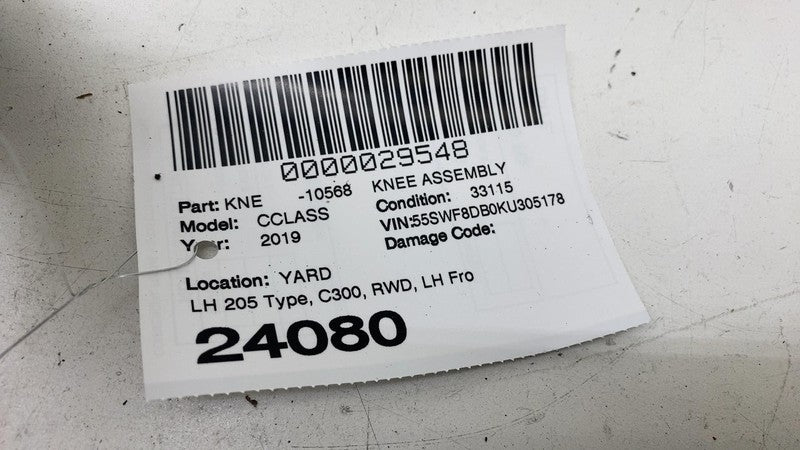 0000029548
Part: KNE -10568 KNEE ASSEMBLY
Model: CCLASS Condition: 33115
Year: 2019 VIN:55SWF8DB0KU305178
Damage Code:
Location: YARD
LH 205 Type, C300, RWD, LH Fro
24080